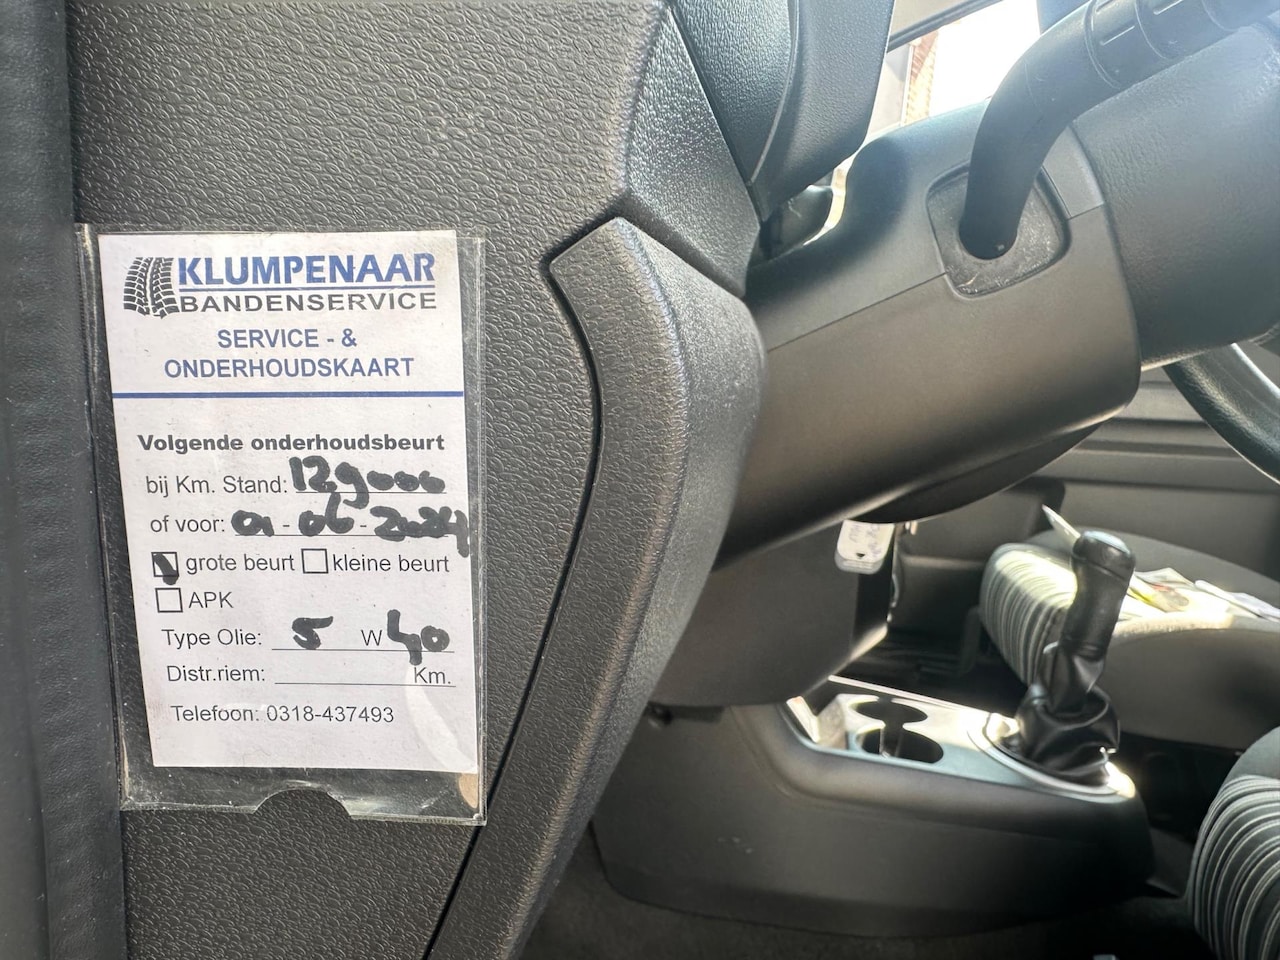 KLUMPENAAR
BANDENSERVICE
SERVICE - &
ONDERHOUDSKAART
Volgende onderhoudsbeurt
bij Km. Stand: 129000
of voor: 01 - 06 - 2024
grote beurt kleine beurt
APK
Type Olie: 5 W 40
Distr.riem: Km.
Telefoon: 0318-437493